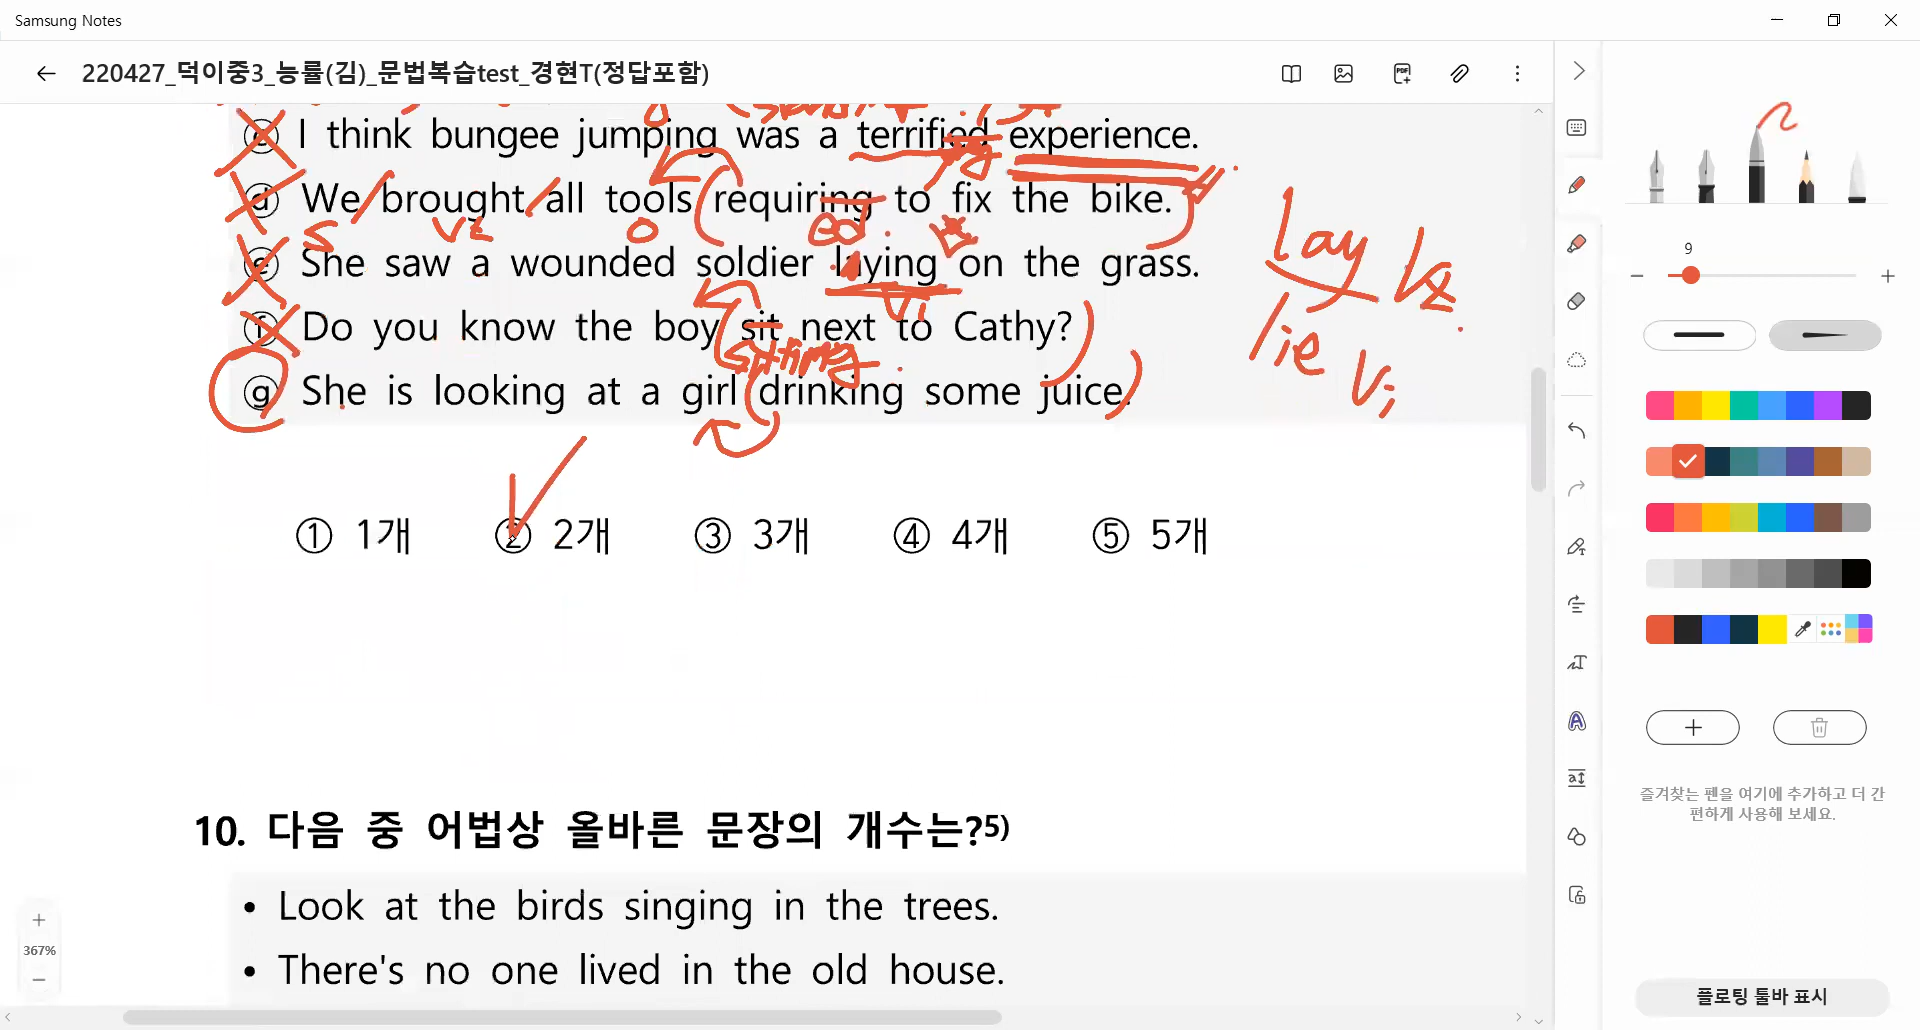 Samsung Notes
220427_덕이중3_능률(김)_문법복습test_경현T(정답포함)
ⓒ I think bungee jumping was a terrified experience.
ing
ⓓ We brought all tools requiring to fix the bike.
S Vt O ed.
ⓔ She saw a wounded soldier laying on the grass.
Vi
ⓕ Do you know the boy sit next to Cathy?
sitting
ⓖ She is looking at a girl drinking some juice.
lay Vt.
lie Vi
① 1개 ② 2개 ③ 3개 ④ 4개 ⑤ 5개
10. 다음 중 어법상 올바른 문장의 개수는?5)
• Look at the birds singing in the trees.
• There's no one lived in the old house.
367%
9
즐겨찾는 펜을 여기에 추가하고 더 간
편하게 사용해 보세요.
플로팅 툴바 표시